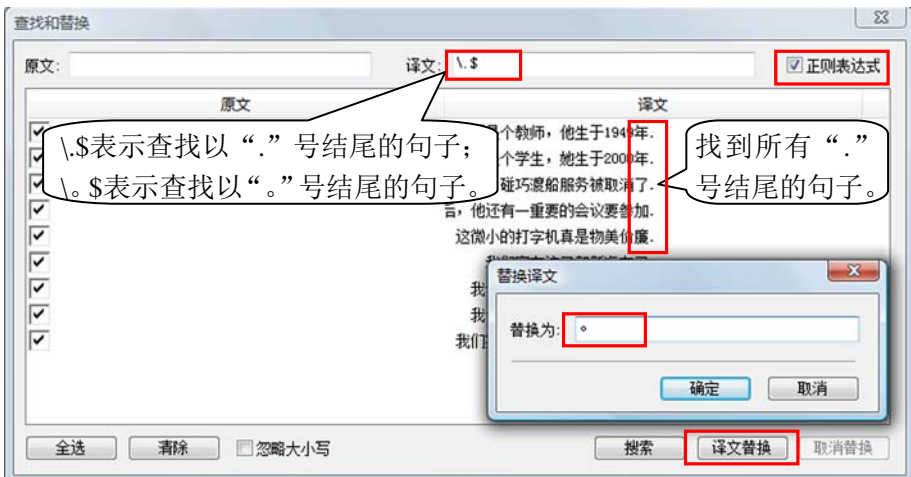 查找和替换
原文:
译文: \.$
正则表达式
原文 译文
\.$表示查找以“.”号结尾的句子；
\。$表示查找以“。”号结尾的句子。
找到所有“.”
号结尾的句子。
个教师，他生于1949年.
个学生，她生于2000年.
碰巧渡船服务被取消了.
，他还有一重要的会议要参加.
这微小的打字机真是物美价廉.
我
我
我们
替换译文
替换为: 。
确定 取消
全选 清除 忽略大小写 搜索 译文替换 取消替换